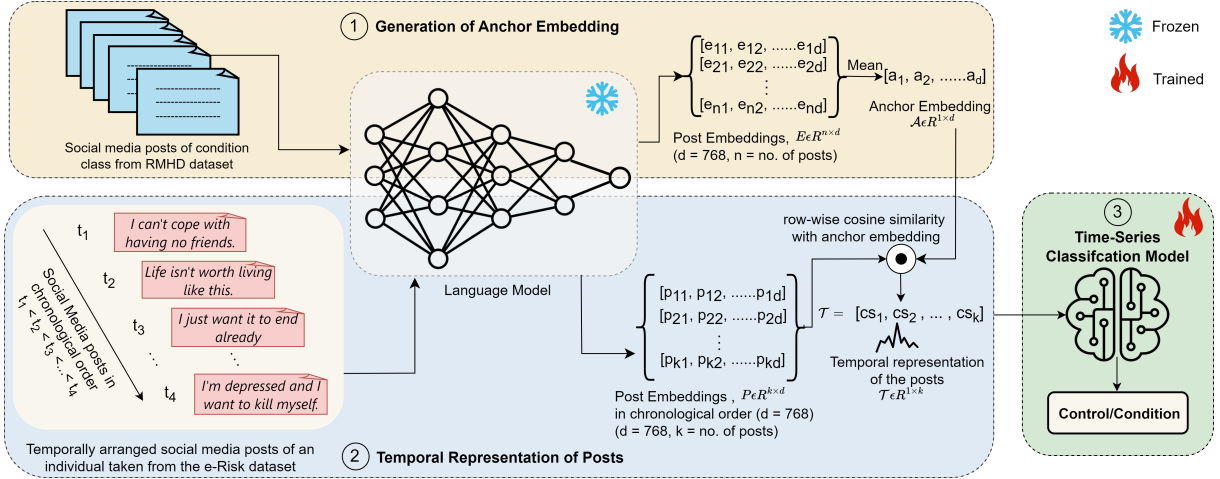 1 Generation of Anchor Embedding
Social media posts of condition
class from RMHD dataset
[e11, e12, ......e1d]
[e21, e22, ......e2d]
⋮
[en1, en2, ......end]
Mean
[a1, a2, ......ad]
Post Embeddings, EϵR^n×d
(d = 768, n = no. of posts)
Anchor Embedding
𝒜ϵR^1×d
Frozen
Trained
t1
I can't cope with
having no friends.
t2
Life isn't worth living
like this.
t3
I just want it to end
already
⋮
⋮
t4
I'm depressed and I
want to kill myself.
Social Media posts in
chronological order
t1 < t2 < t3 <...< t4
Temporally arranged social media posts of an
individual taken from the e-Risk dataset
Language Model
[p11, p12, ......p1d]
[p21, p22, ......p2d]
⋮
[pk1, pk2, ......pkd]
Post Embeddings , PϵR^k×d
in chronological order (d = 768)
(d = 768, k = no. of posts)
row-wise cosine similarity
with anchor embedding
𝒯 = [cs1, cs2, ... , csk]
Temporal representation
of the posts
𝒯ϵR^1×k
2 Temporal Representation of Posts
3
Time-Series
Classifcation Model
Control/Condition